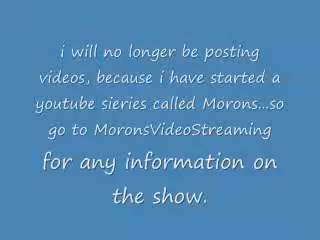 i will no longer be posting
videos, because i have started a
youtube sieries called Morons...so
go to MoronsVideoStreaming
for any information on
the show.